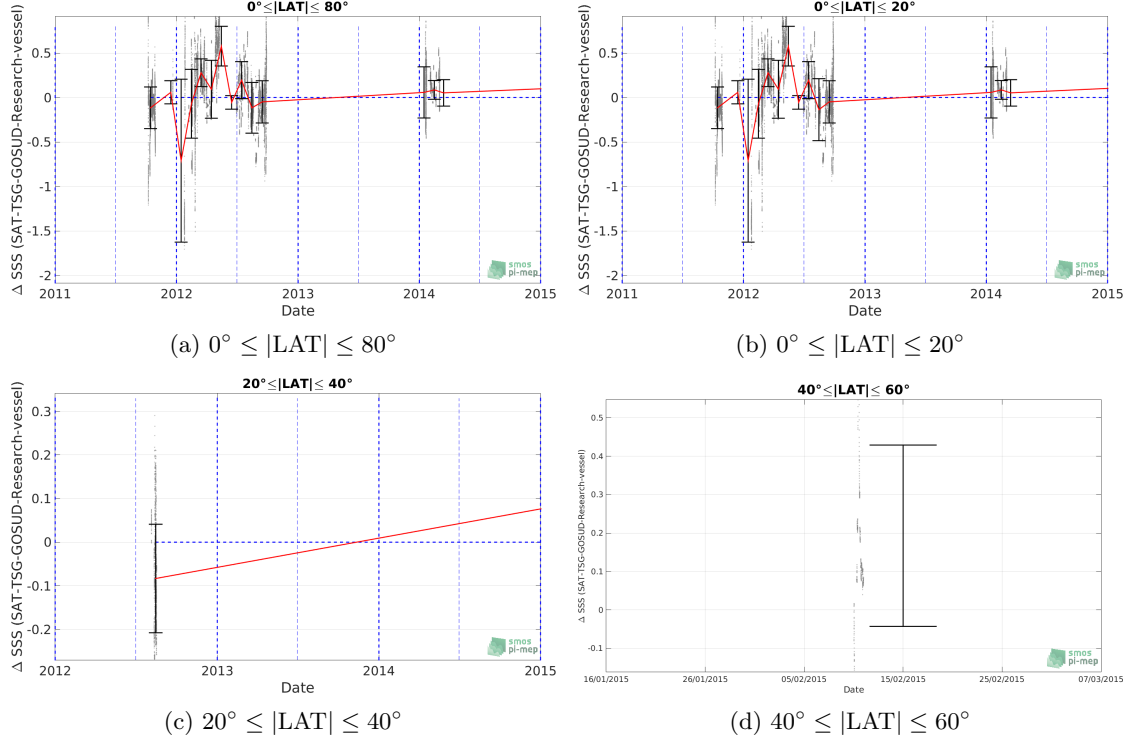 0°≤|LAT|≤ 80°
Δ SSS (SAT-TSG-GOSUD-Research-vessel)
0.5
0
-0.5
-1
-1.5
-2
2011
2012
2013
2014
2015
Date
smos
pi-mep
(a) 0° ≤ |LAT| ≤ 80°
0°≤|LAT|≤ 20°
Δ SSS (SAT-TSG-GOSUD-Research-vessel)
0.5
0
-0.5
-1
-1.5
-2
2011
2012
2013
2014
2015
Date
smos
pi-mep
(b) 0° ≤ |LAT| ≤ 20°
20°≤|LAT|≤ 40°
Δ SSS (SAT-TSG-GOSUD-Research-vessel)
0.3
0.2
0.1
0
-0.1
-0.2
2012
2013
2014
2015
Date
smos
pi-mep
(c) 20° ≤ |LAT| ≤ 40°
40°≤|LAT|≤ 60°
Δ SSS (SAT-TSG-GOSUD-Research-vessel)
0.5
0.4
0.3
0.2
0.1
0
-0.1
16/01/2015
26/01/2015
05/02/2015
15/02/2015
25/02/2015
07/03/2015
Date
smos
pi-mep
(d) 40° ≤ |LAT| ≤ 60°